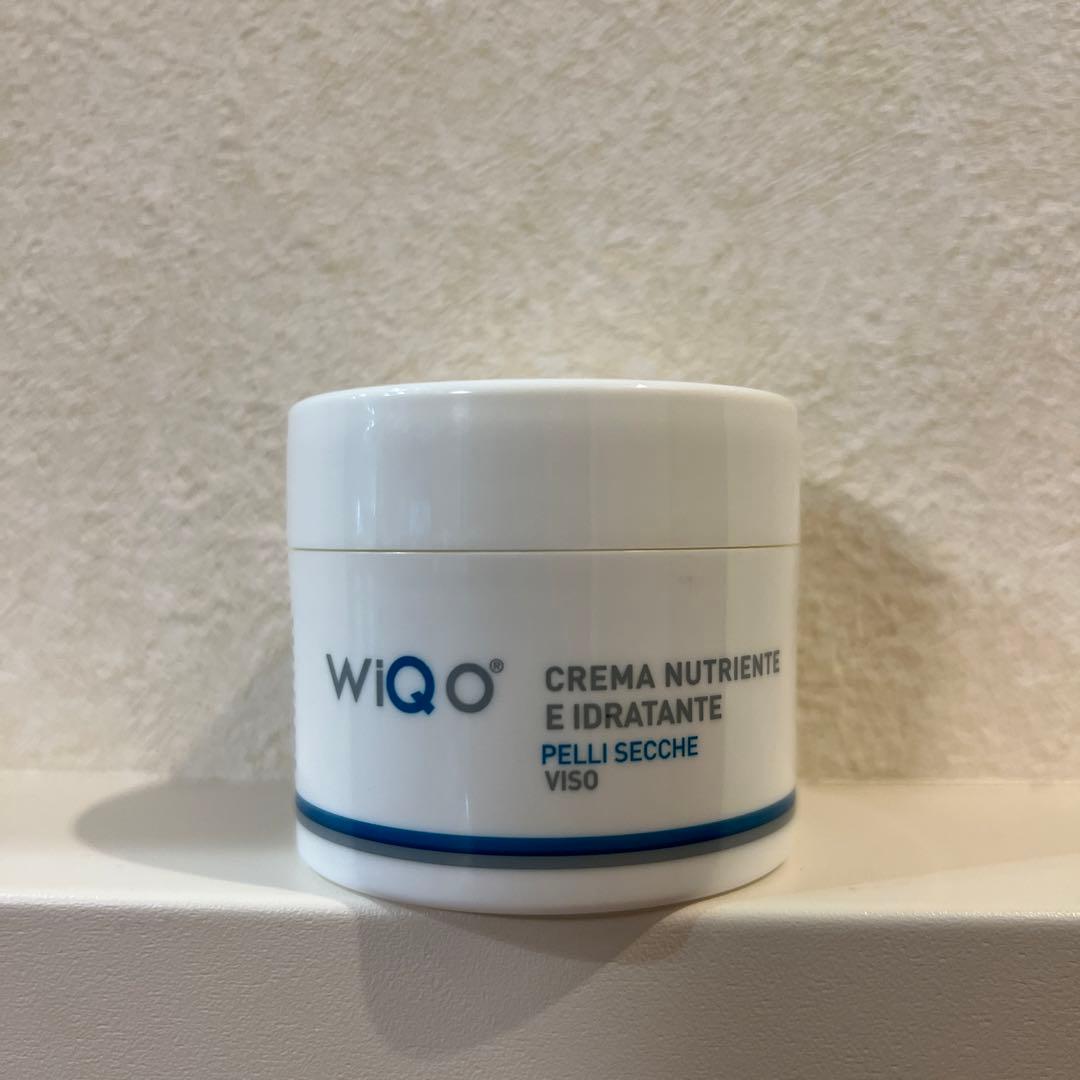 WiQo®
CREMA NUTRIENTE
E IDRATANTE
PELLI SECCHE
VISO